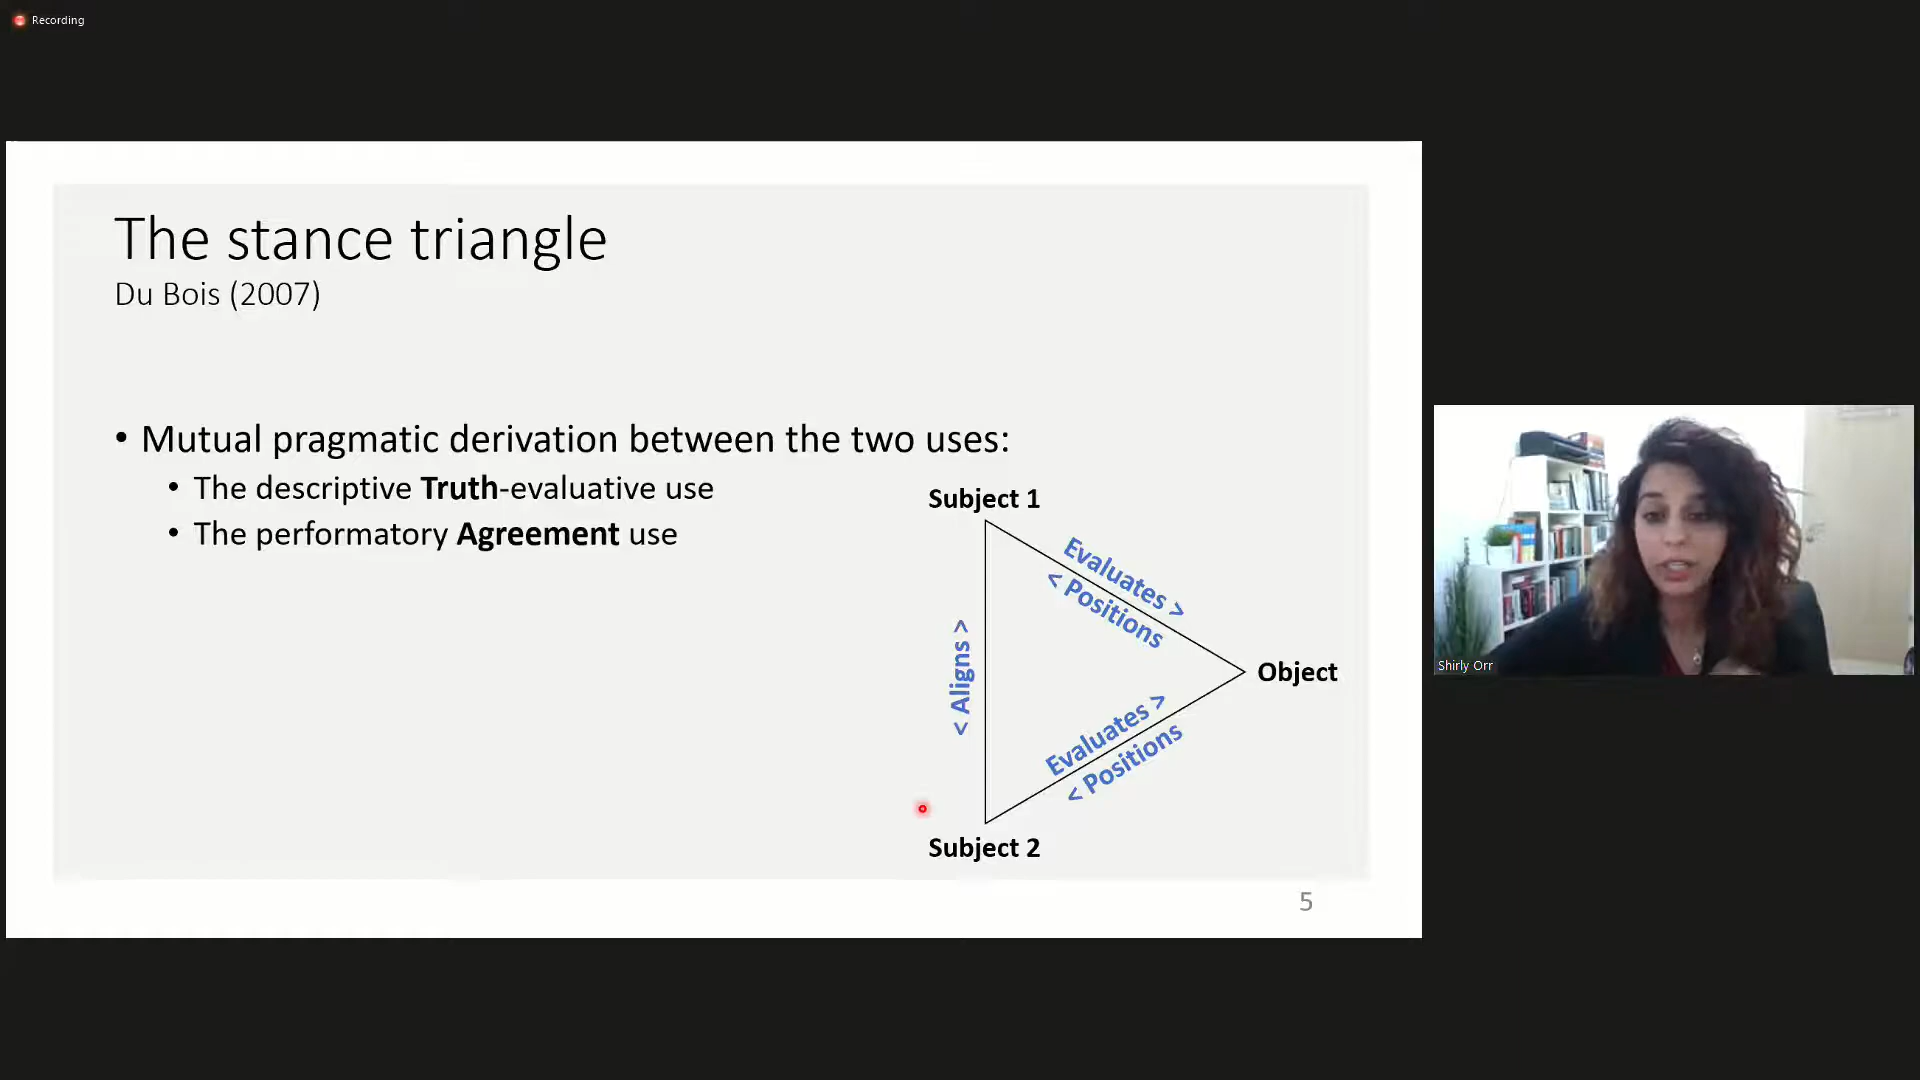 Recording
The stance triangle
Du Bois (2007)
• Mutual pragmatic derivation between the two uses:
• The descriptive Truth-evaluative use
• The performatory Agreement use
Subject 1
Evaluates >
< Positions
< Aligns >
Object
Evaluates >
< Positions
Subject 2
5
Shirly Orr